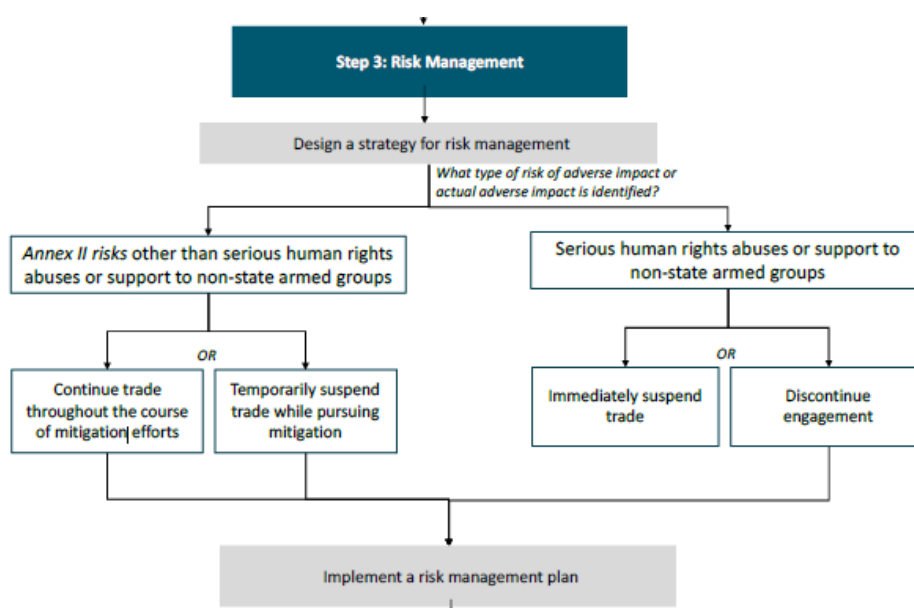 Step 3: Risk Management
Design a strategy for risk management
What type of risk of adverse impact or
actual adverse impact is identified?
Annex II risks other than serious human rights
abuses or support to non-state armed groups
Serious human rights abuses or support to
non-state armed groups
OR
Continue trade
throughout the course
of mitigation efforts
Temporarily suspend
trade while pursuing
mitigation
OR
Immediately suspend
trade
Discontinue
engagement
Implement a risk management plan